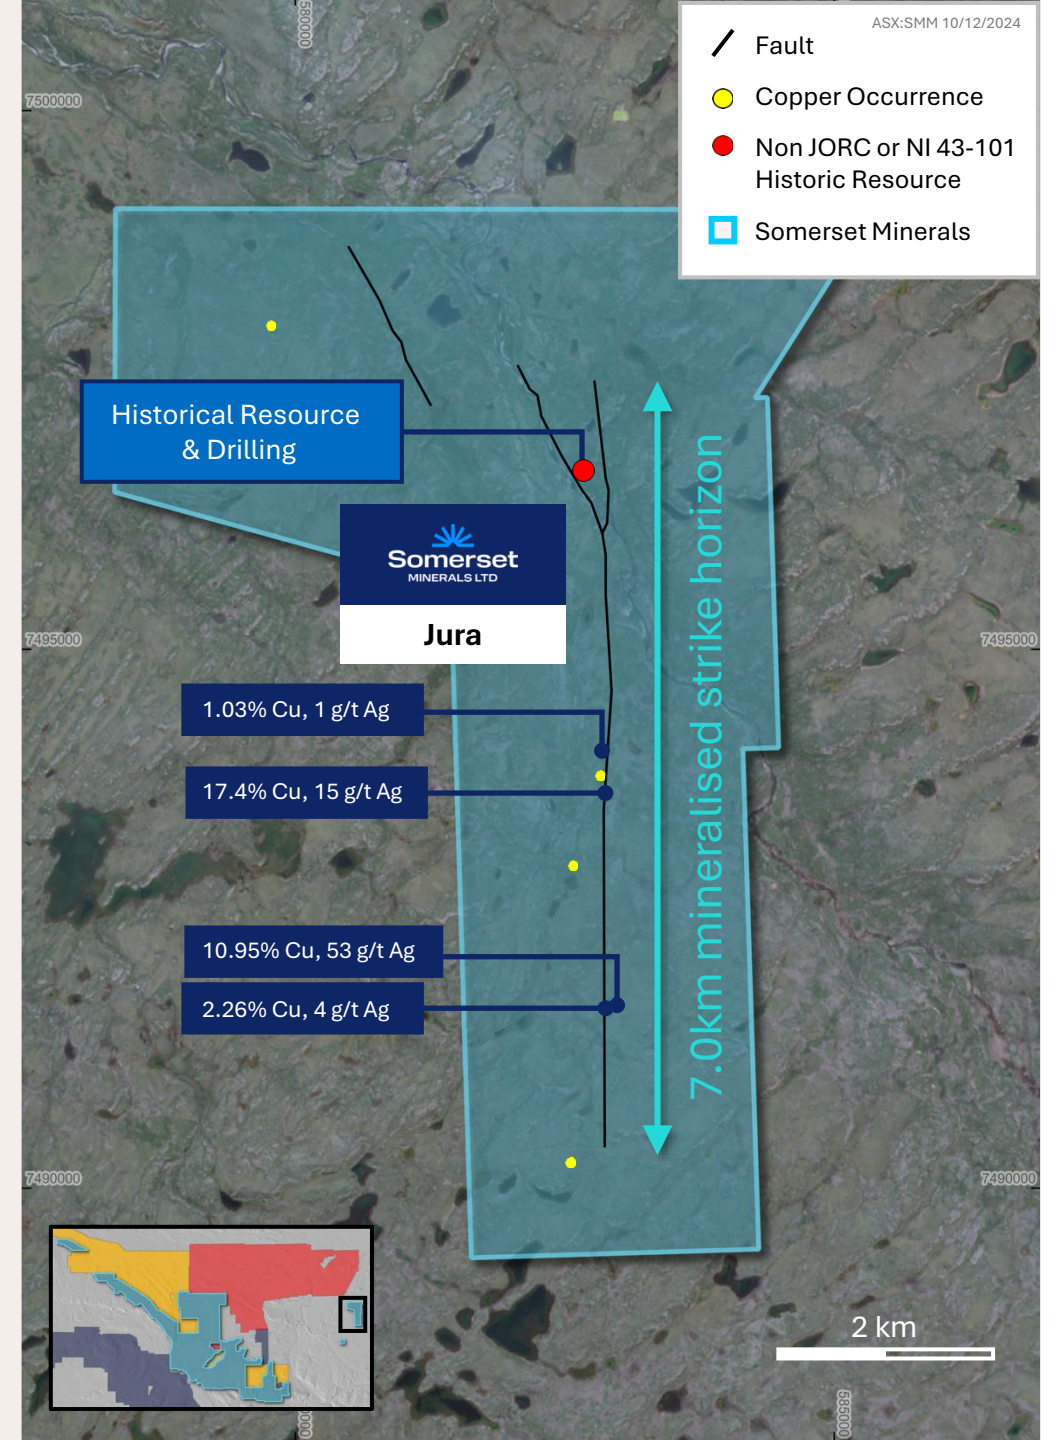 580000
ASX:SMM 10/12/2024
Fault
Copper Occurrence
Non JORC or NI 43-101
Historic Resource
Somerset Minerals
7500000
Historical Resource
& Drilling
Somerset
MINERALS LTD
Jura
7.0km mineralised strike horizon
7495000
7495000
1.03% Cu, 1 g/t Ag
17.4% Cu, 15 g/t Ag
10.95% Cu, 53 g/t Ag
2.26% Cu, 4 g/t Ag
7490000
7490000
2 km
585000